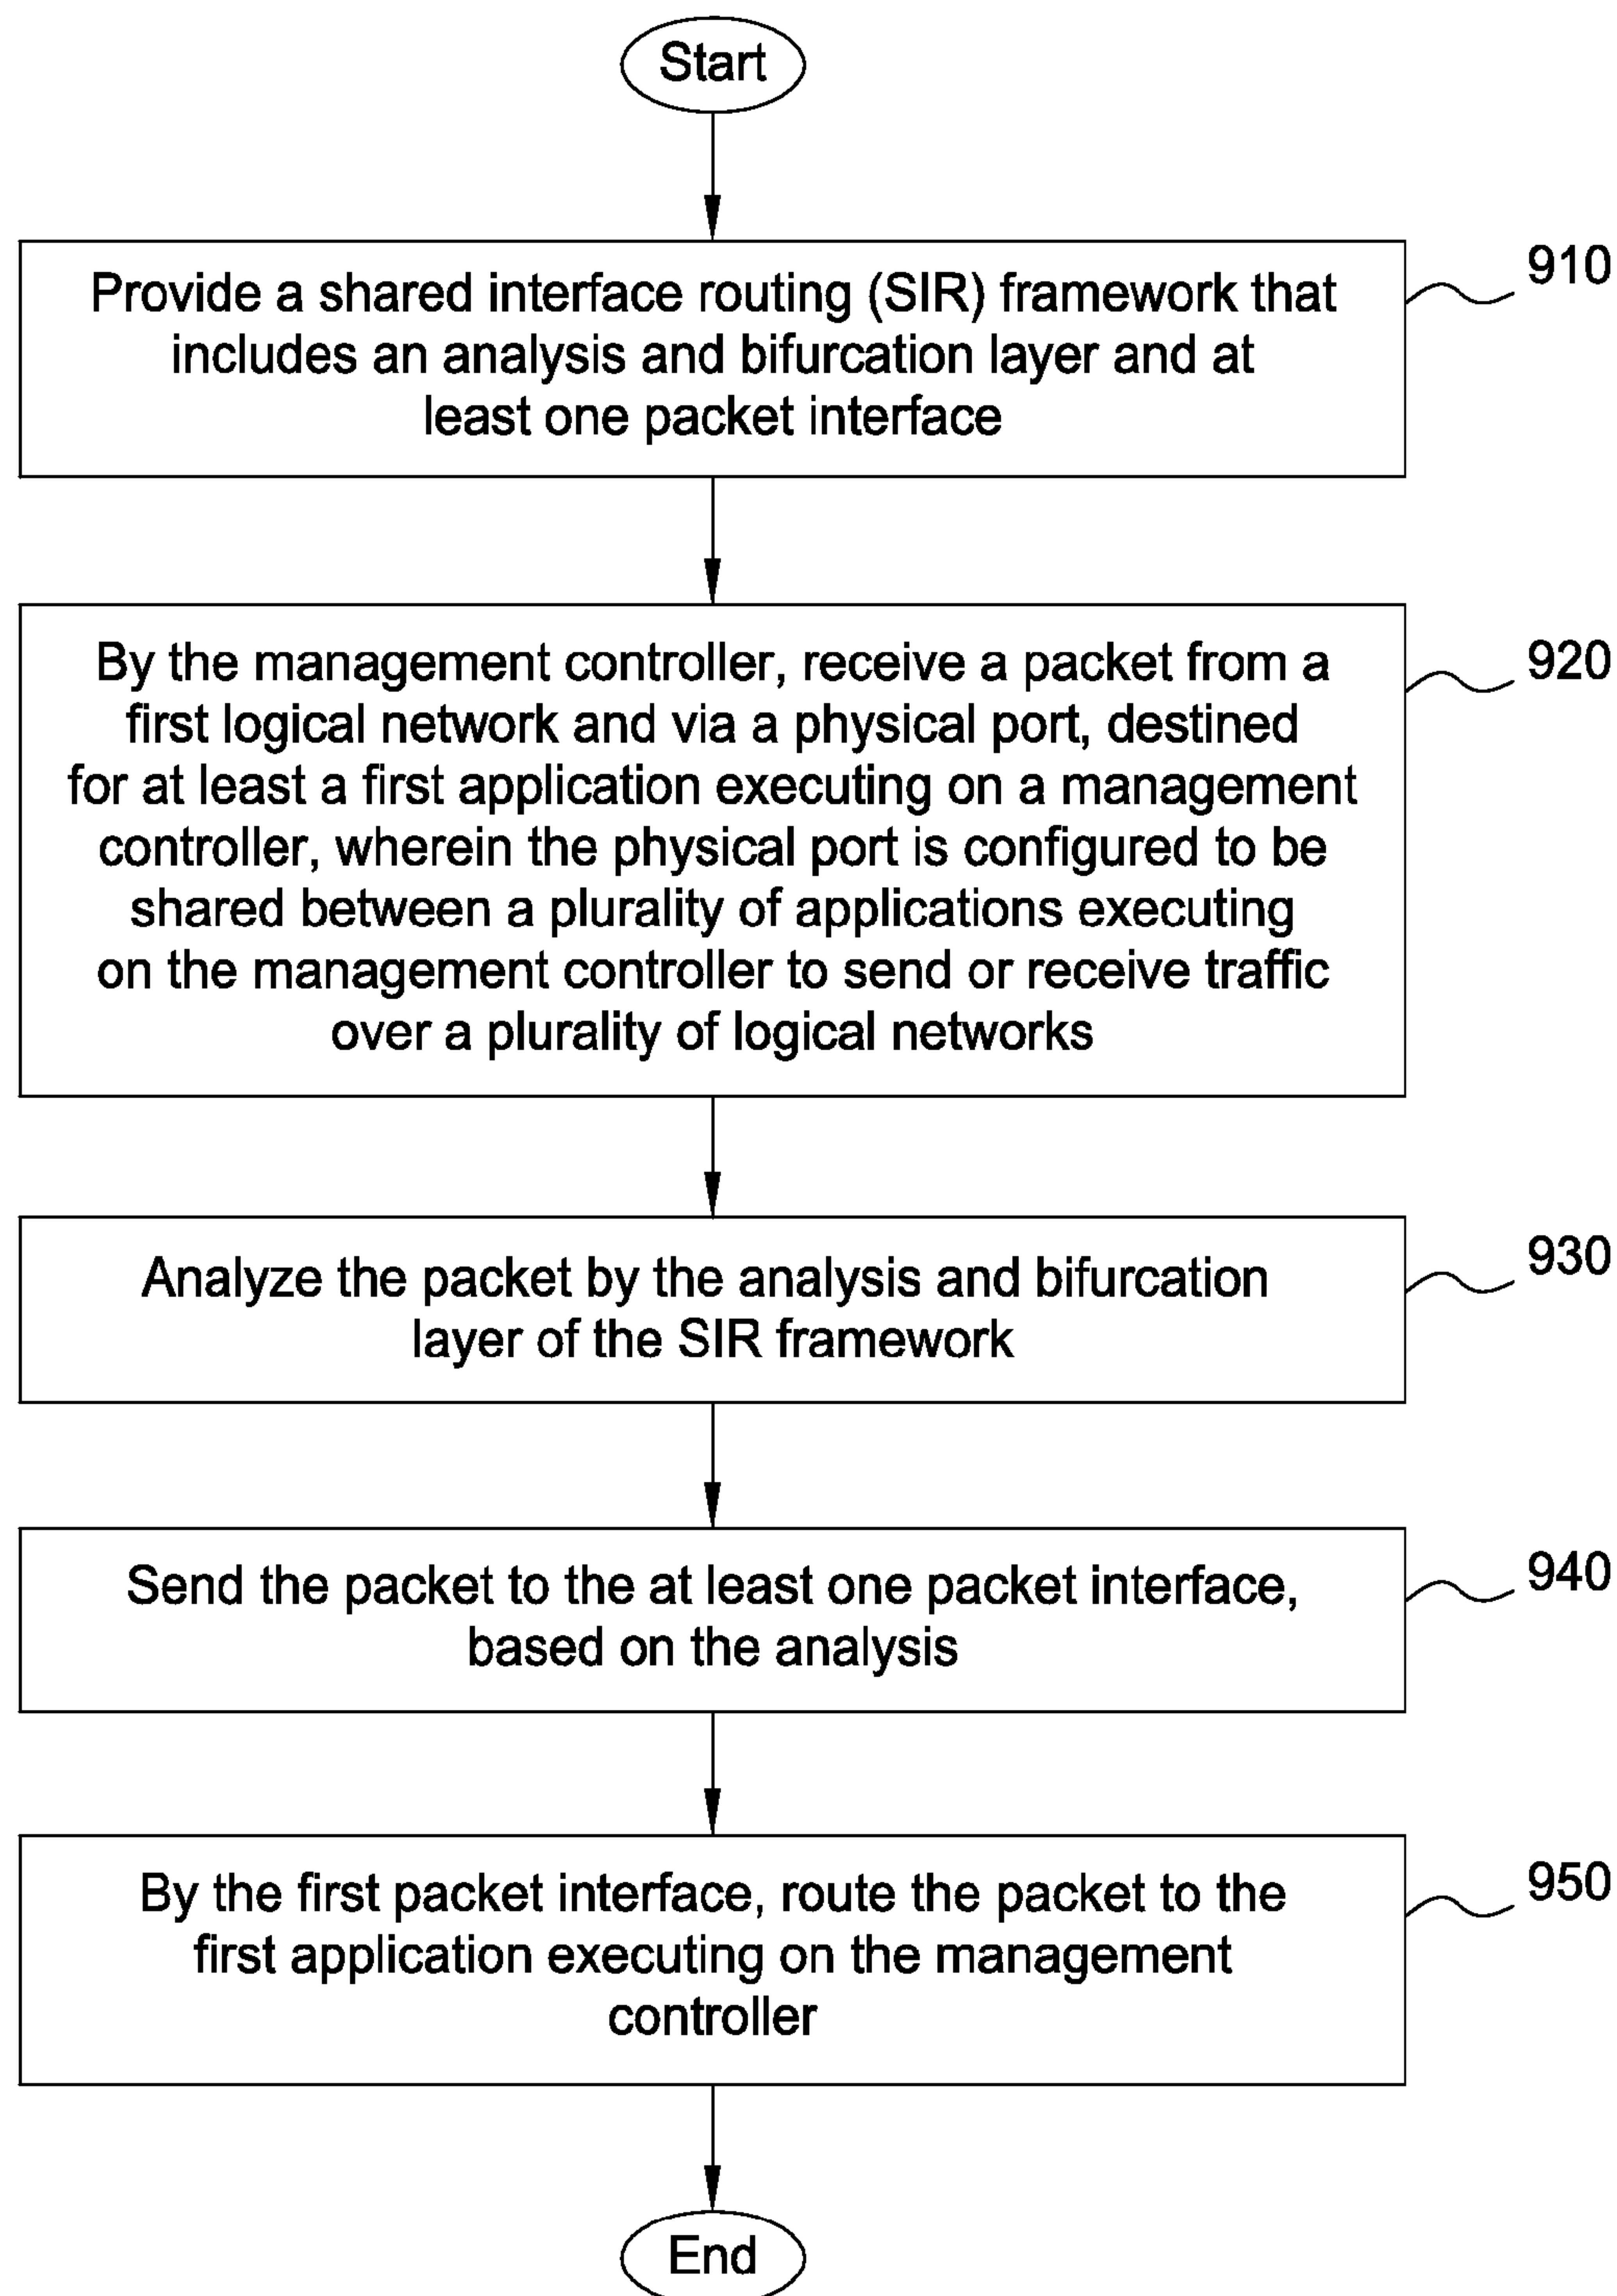 Start
Provide a shared interface routing (SIR) framework that
includes an analysis and bifurcation layer and at
least one packet interface
910
By the management controller, receive a packet from a
first logical network and via a physical port, destined
for at least a first application executing on a management
controller, wherein the physical port is configured to be
shared between a plurality of applications executing
on the management controller to send or receive traffic
over a plurality of logical networks
920
Analyze the packet by the analysis and bifurcation
layer of the SIR framework
930
Send the packet to the at least one packet interface,
based on the analysis
940
By the first packet interface, route the packet to the
first application executing on the management
controller
950
End